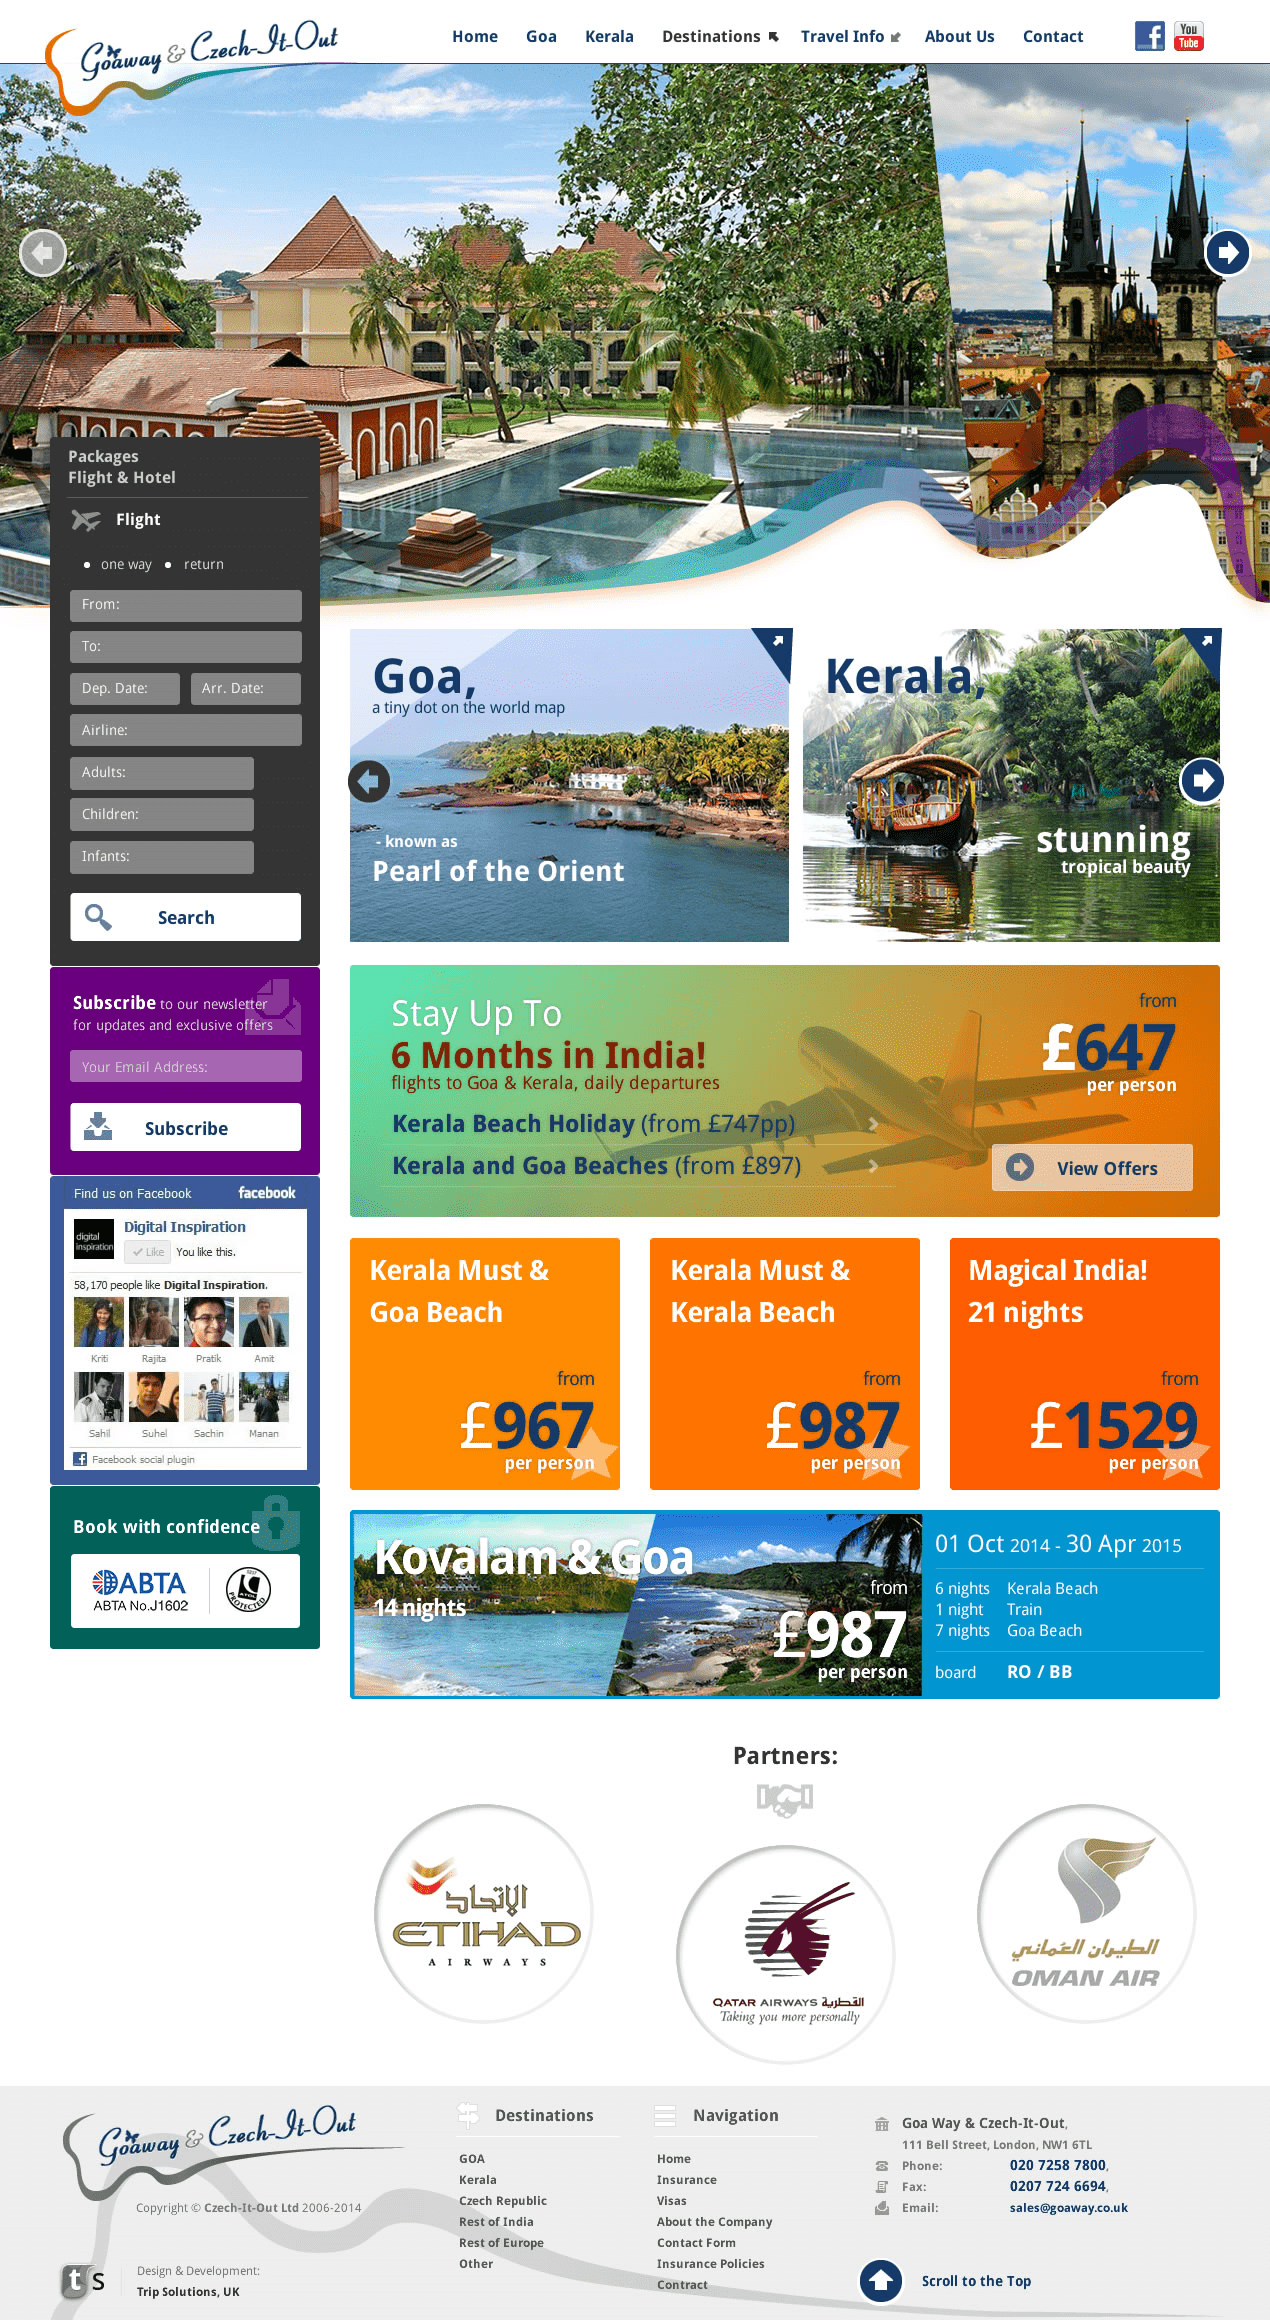 Goaway & Czech-It-Out
Home Goa Kerala Destinations Travel Info About Us Contact
You Tube
Packages
Flight & Hotel
Flight
one way return
From:
To:
Dep. Date: Arr. Date:
Airline:
Adults:
Children:
Infants:
Search
Subscribe to our newsletter
for updates and exclusive offers
Your Email Address:
Subscribe
Find us on Facebook facebook
digital inspiration
Digital Inspiration
Like You like this.
58,170 people like Digital Inspiration.
Kriti Rajita Pratik Amit
Sahil Suhel Sachin Manan
Facebook social plugin
Book with confidence
ABTA
ABTA No.J1602
ATOL PROTECTED
Goa,
a tiny dot on the world map
- known as
Pearl of the Orient
Kerala,
stunning
tropical beauty
Stay Up To
6 Months in India!
flights to Goa & Kerala, daily departures
Kerala Beach Holiday (from £747pp)
Kerala and Goa Beaches (from £897)
from
£647
per person
View Offers
Kerala Must &
Goa Beach
from
£967
per person
Kerala Must &
Kerala Beach
from
£987
per person
Magical India!
21 nights
from
£1529
per person
Kovalam & Goa
14 nights
from
£987
per person
01 Oct 2014 - 30 Apr 2015
6 nights Kerala Beach
1 night Train
7 nights Goa Beach
board RO / BB
Partners:
الإتحاد
ETIHAD
AIRWAYS
QATAR AIRWAYS القطرية
Taking you more personally
الطيران العُماني
OMAN AIR
Goaway & Czech-It-Out
Copyright © Czech-It-Out Ltd 2006-2014
ts
Design & Development:
Trip Solutions, UK
Destinations
GOA
Kerala
Czech Republic
Rest of India
Rest of Europe
Other
Navigation
Home
Insurance
Visas
About the Company
Contact Form
Insurance Policies
Contract
Goa Way & Czech-It-Out,
111 Bell Street, London, NW1 6TL
Phone: 020 7258 7800,
Fax: 0207 724 6694,
Email: sales@goaway.co.uk
Scroll to the Top